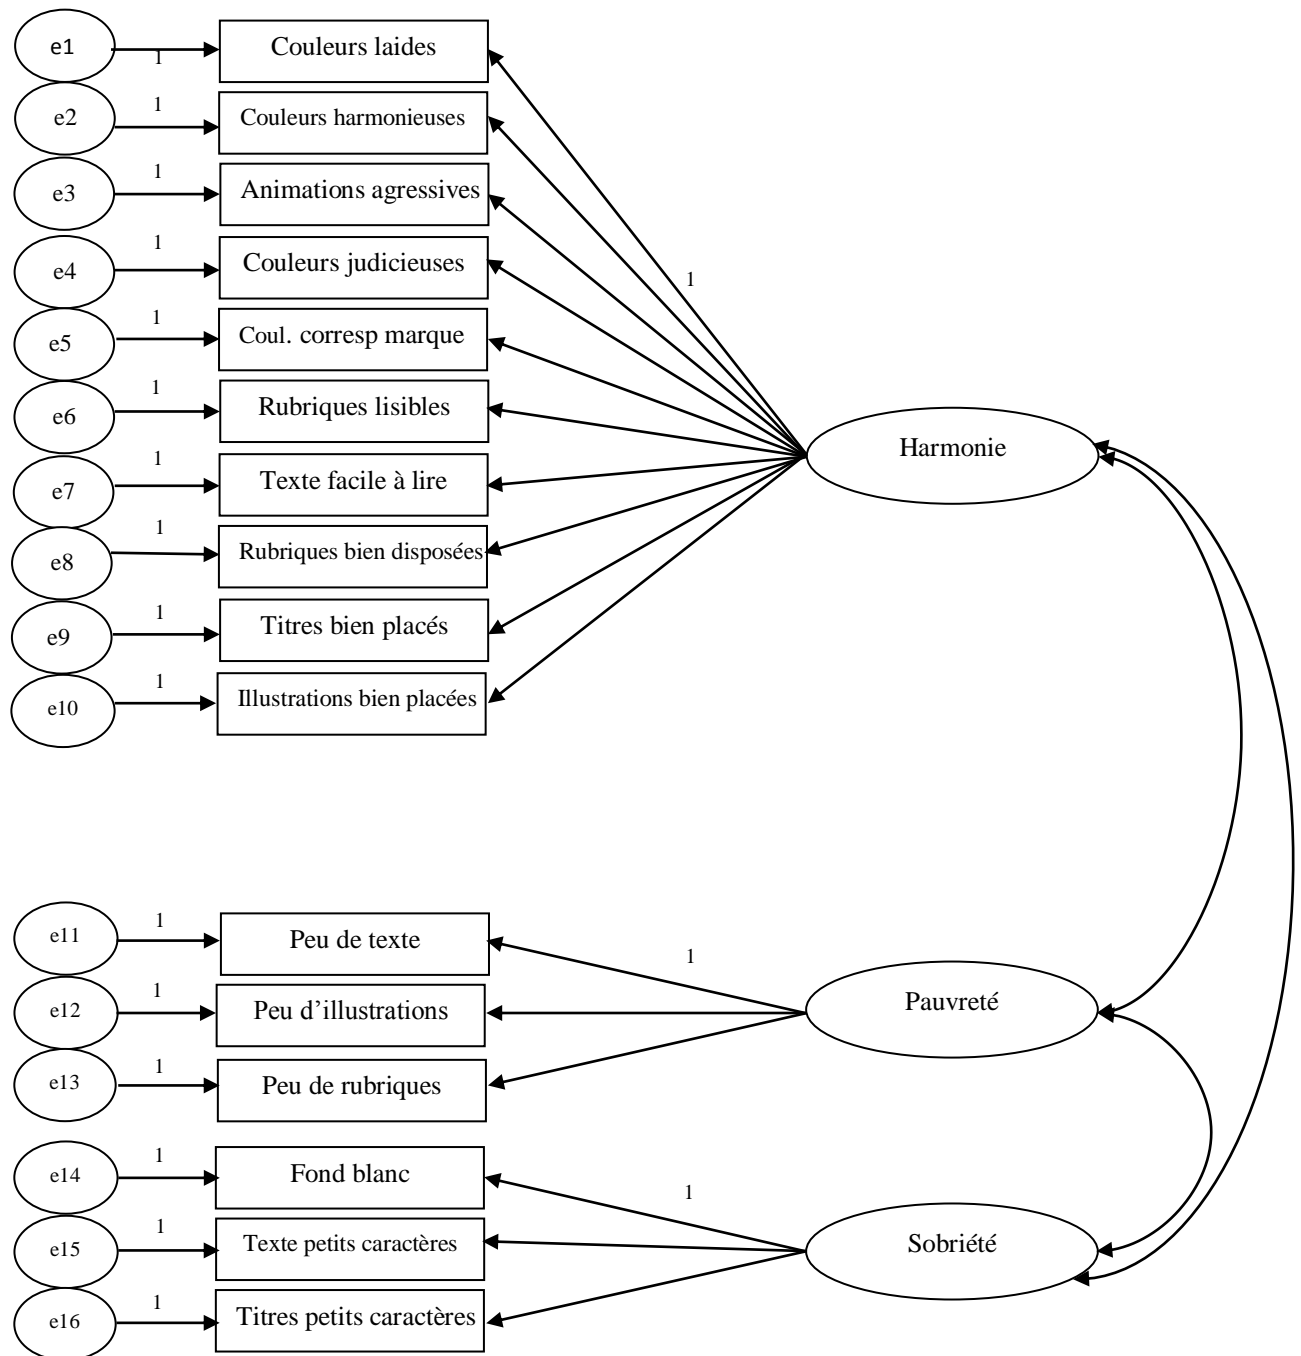 e1
1
Couleurs laides
e2
1
Couleurs harmonieuses
e3
1
Animations agressives
e4
1
Couleurs judicieuses
1
e5
1
Coul. corresp marque
e6
1
Rubriques lisibles
Harmonie
e7
1
Texte facile à lire
e8
1
Rubriques bien disposées
e9
1
Titres bien placés
e10
1
Illustrations bien placées
e11
1
Peu de texte
1
e12
1
Peu d’illustrations
Pauvreté
e13
1
Peu de rubriques
e14
1
Fond blanc
1
e15
1
Texte petits caractères
Sobriété
e16
1
Titres petits caractères